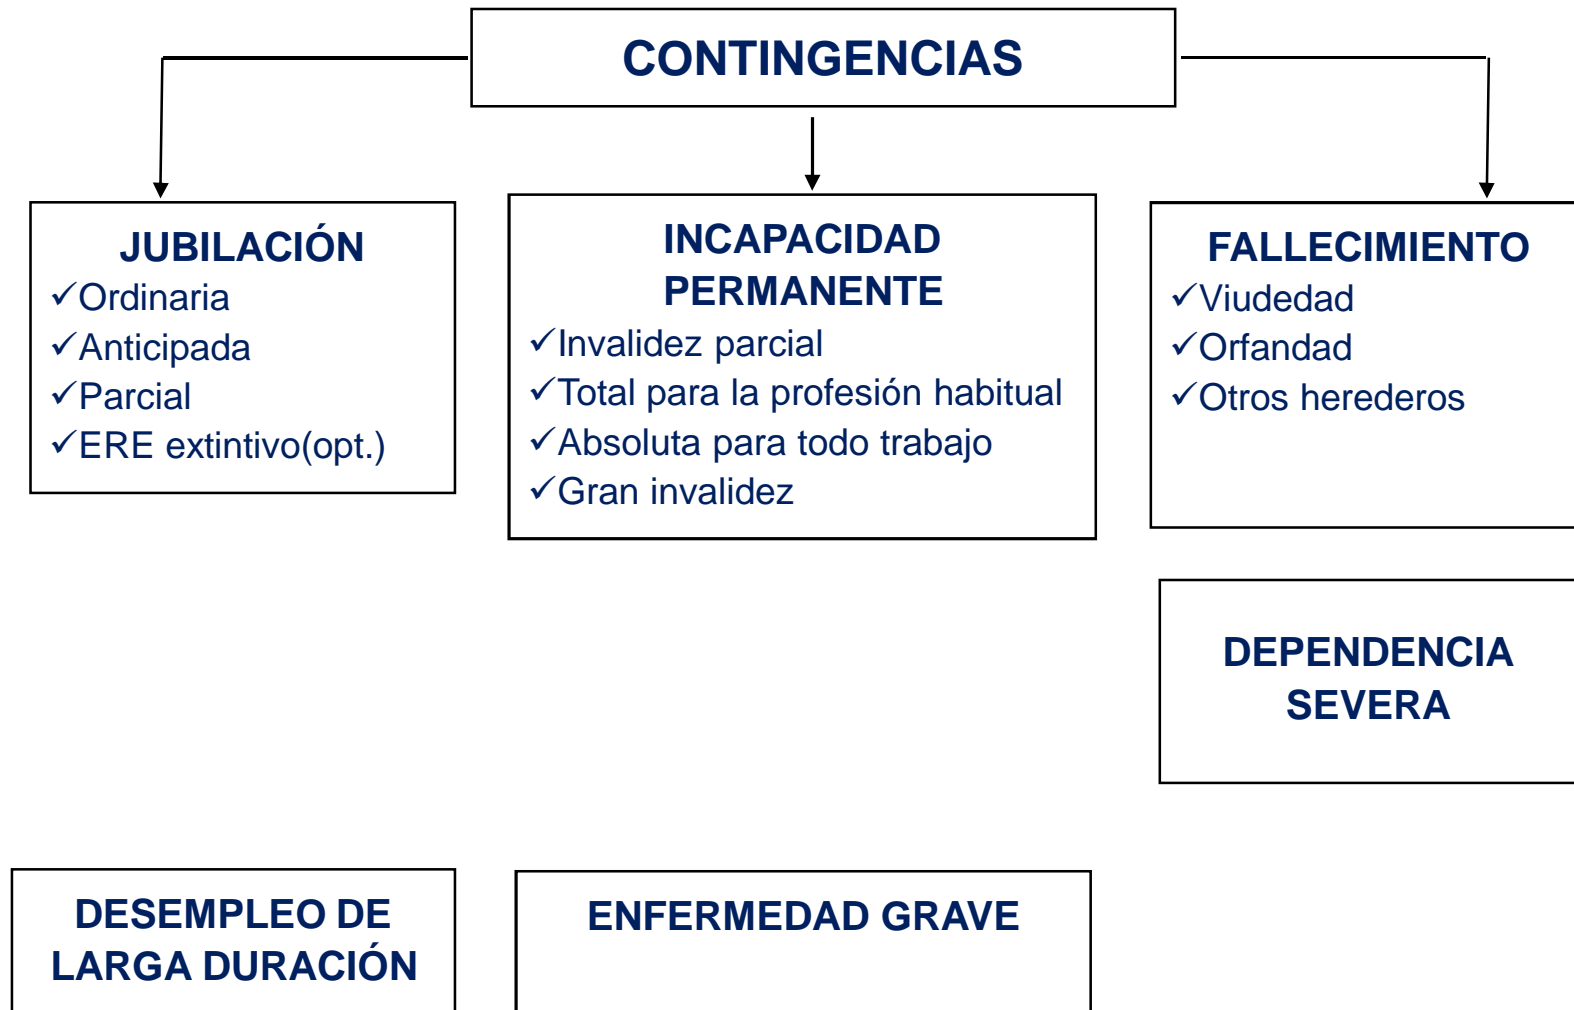 CONTINGENCIAS
JUBILACIÓN
✓Ordinaria
✓Anticipada
✓Parcial
✓ERE extintivo(opt.)
INCAPACIDAD
PERMANENTE
✓Invalidez parcial
✓Total para la profesión habitual
✓Absoluta para todo trabajo
✓Gran invalidez
FALLECIMIENTO
✓Viudedad
✓Orfandad
✓Otros herederos
DEPENDENCIA
SEVERA
DESEMPLEO DE
LARGA DURACIÓN
ENFERMEDAD GRAVE